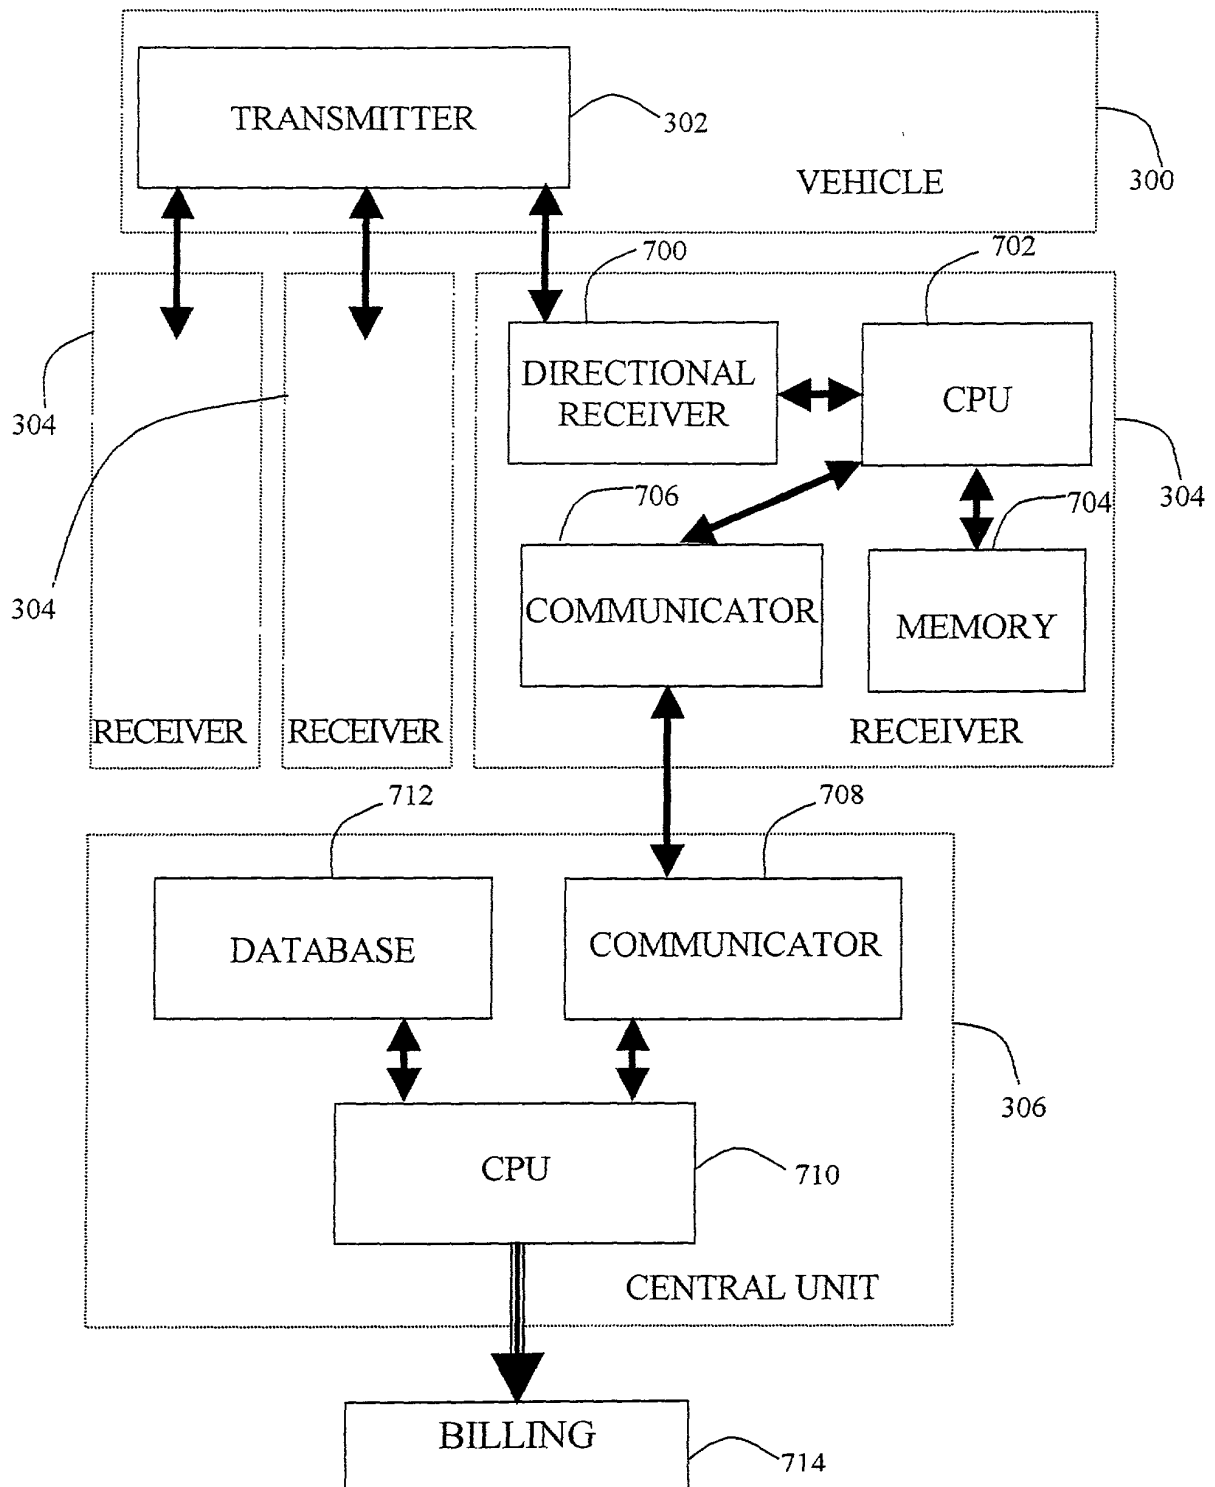 TRANSMITTER
302
VEHICLE
300
700
702
DIRECTIONAL
RECEIVER
CPU
304
304
706
704
304
COMMUNICATOR
MEMORY
304
RECEIVER
RECEIVER
RECEIVER
712
708
DATABASE
COMMUNICATOR
306
CPU
710
CENTRAL UNIT
BILLING
714